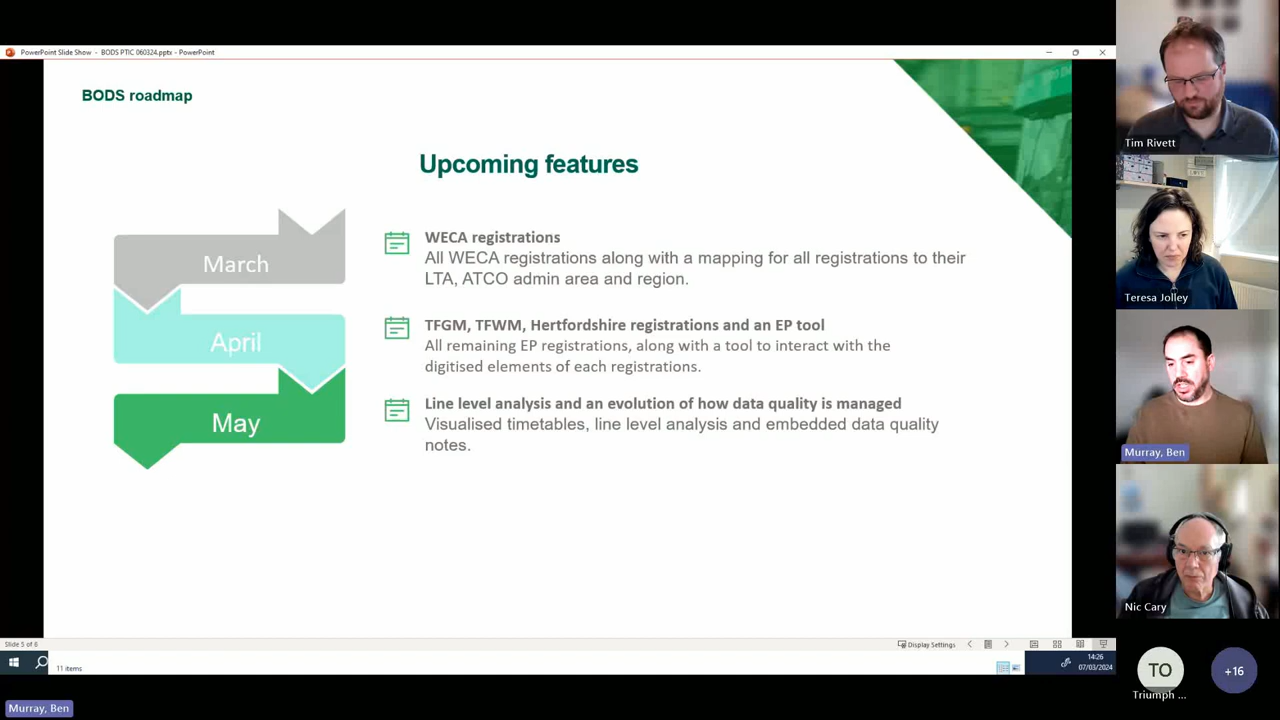 PowerPoint Slide Show - BODS PTIC 060324.pptx - PowerPoint
BODS roadmap
Upcoming features
March
WECA registrations
All WECA registrations along with a mapping for all registrations to their
LTA, ATCO admin area and region.
April
TFGM, TFWM, Hertfordshire registrations and an EP tool
All remaining EP registrations, along with a tool to interact with the
digitised elements of each registrations.
May
Line level analysis and an evolution of how data quality is managed
Visualised timetables, line level analysis and embedded data quality
notes.
Slide 5 of 6
Display Settings
11 items
14:26
07/03/2024
Tim Rivett
Teresa Jolley
Murray, Ben
Nic Cary
TO
Triumph ...
+16
Murray, Ben